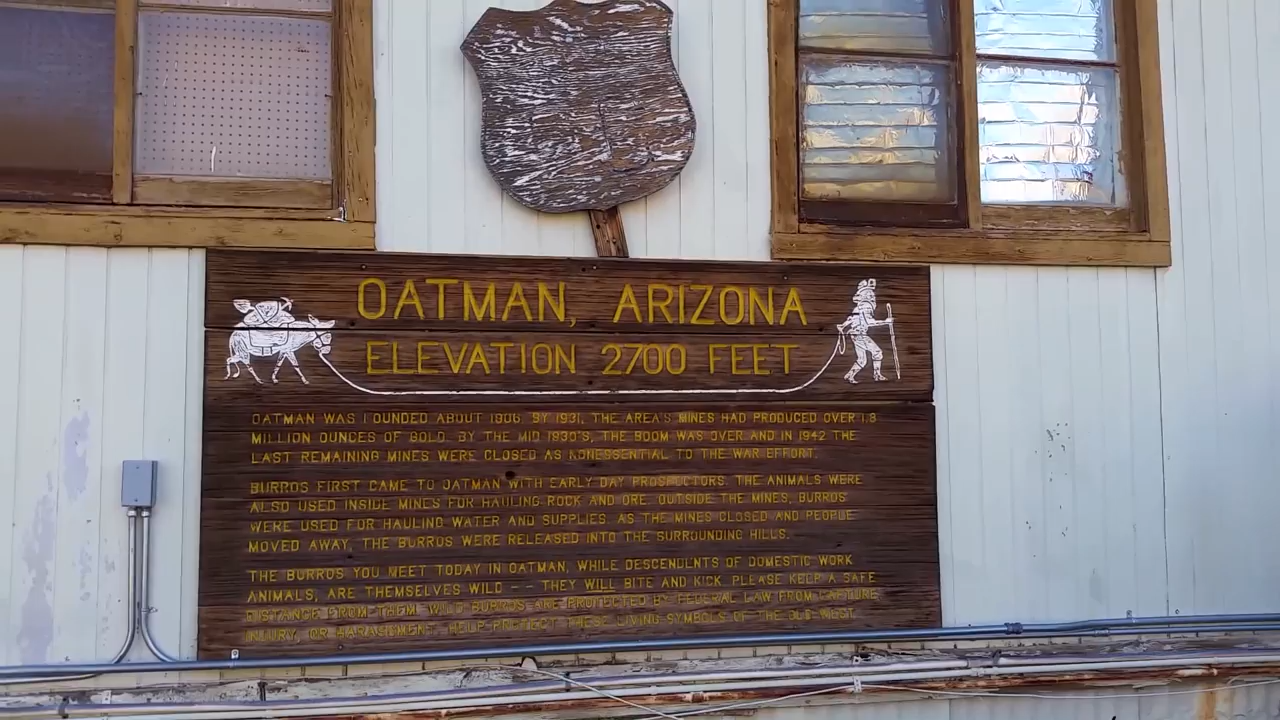 OATMAN, ARIZONA
ELEVATION 2700 FEET
OATMAN WAS FOUNDED ABOUT 1906. BY 1931, THE AREA'S MINES HAD PRODUCED OVER 1.8
MILLION OUNCES OF GOLD. BY THE MID 1930'S, THE BOOM WAS OVER AND IN 1942 THE
LAST REMAINING MINES WERE CLOSED AS NONESSENTIAL TO THE WAR EFFORT.
BURROS FIRST CAME TO OATMAN WITH EARLY DAY PROSPECTORS. THE ANIMALS WERE
ALSO USED INSIDE MINES FOR HAULING ROCK AND ORE. OUTSIDE THE MINES, BURROS
WERE USED FOR HAULING WATER AND SUPPLIES. AS THE MINES CLOSED AND PEOPLE
MOVED AWAY, THE BURROS WERE RELEASED INTO THE SURROUNDING HILLS.
THE BURROS YOU MEET TODAY IN OATMAN, WHILE DESCENDENTS OF DOMESTIC WORK
ANIMALS, ARE THEMSELVES WILD -- THEY WILL BITE AND KICK. PLEASE KEEP A SAFE
DISTANCE FROM THEM. WILD BURROS ARE PROTECTED BY FEDERAL LAW FROM CAPTURE,
INJURY, OR HARASSMENT. HELP PROTECT THESE LIVING SYMBOLS OF THE OLD WEST.